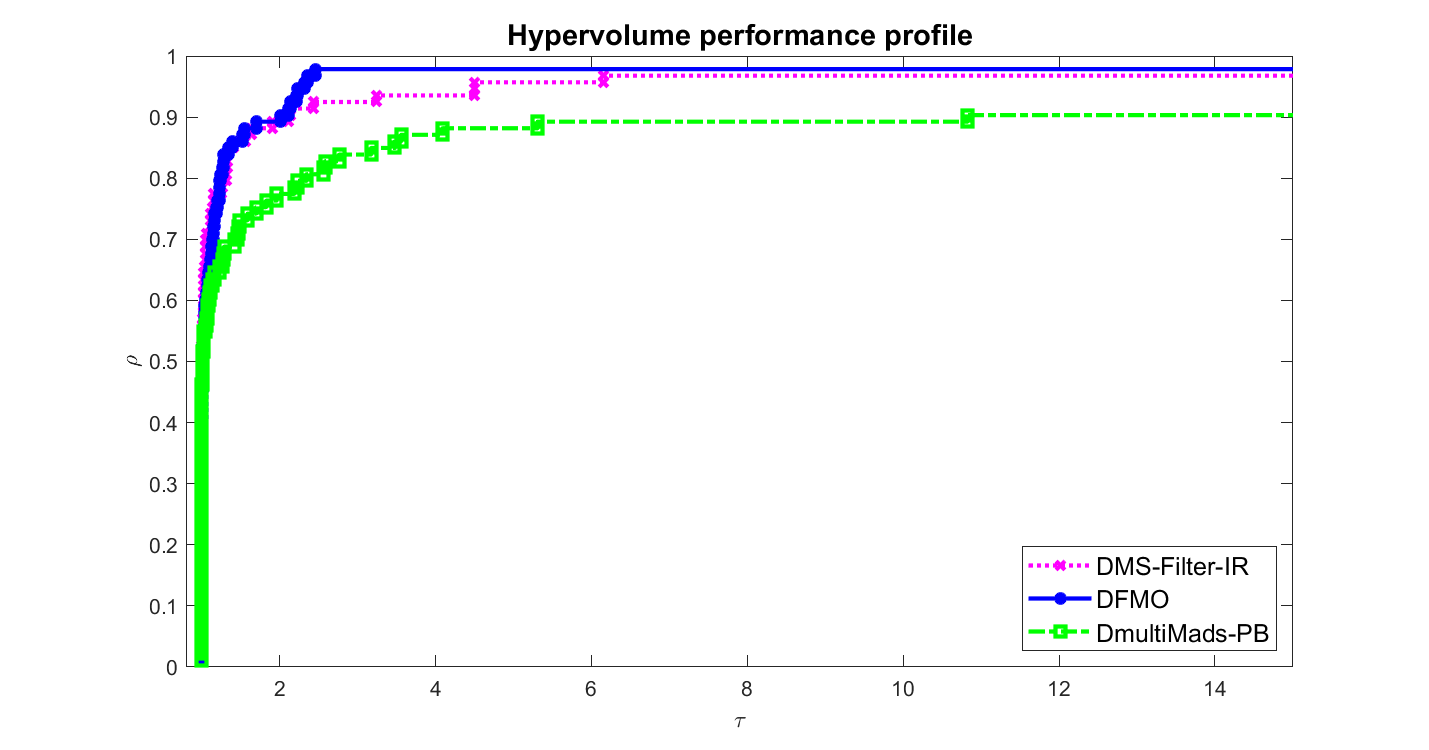 Hypervolume performance profile
1
0.9
0.8
0.7
0.6
0.5
0.4
0.3
0.2
0.1
0
ρ
2 4 6 8 10 12 14
τ
DMS-Filter-IR
DFMO
DmultiMads-PB